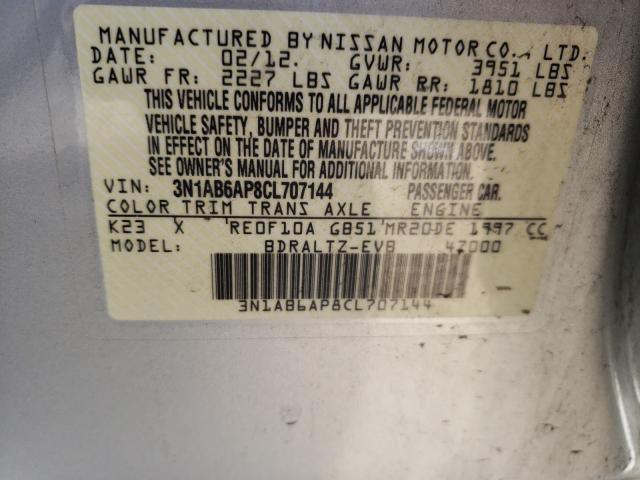 MANUFACTURED BY NISSAN MOTOR CO., LTD.
DATE: 02/12. GVWR: 3951 LBS
GAWR FR: 2227 LBS GAWR RR: 1810 LBS
THIS VEHICLE CONFORMS TO ALL APPLICABLE FEDERAL MOTOR
VEHICLE SAFETY, BUMPER AND THEFT PREVENTION STANDARDS
IN EFFECT ON THE DATE OF MANUFACTURE SHOWN ABOVE.
SEE OWNER'S MANUAL FOR ADDITIONAL INFORMATION.
VIN: 3N1AB6AP8CL707144 PASSENGER CAR.
COLOR TRIM TRANS AXLE ENGINE
K23 X RE0F10A GB51 MR20-DE 1997 CC
MODEL: BDRALTZ-EVB 4Z000
3N1AB6AP8CL707144